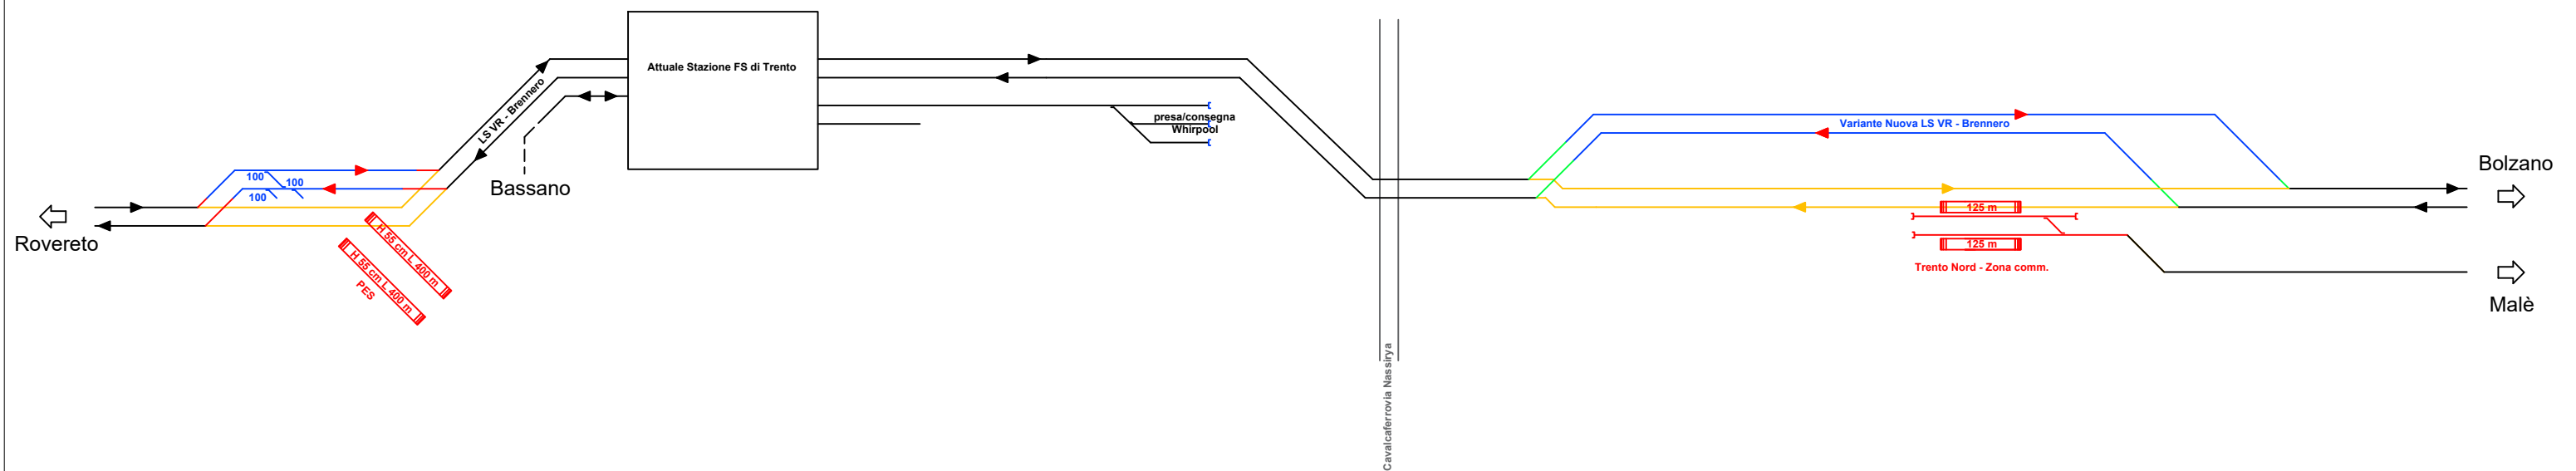 Attuale Stazione FS di Trento
LS VR - Brennero
presa/consegna
Whirpool
Bassano
Rovereto
100
100
100
H 55 cm L 400 m
H 55 cm L 400 m
PES
Cavalcaferrovia Nassirya
Variante Nuova LS VR - Brennero
125 m
125 m
Trento Nord - Zona comm.
Bolzano
Malè